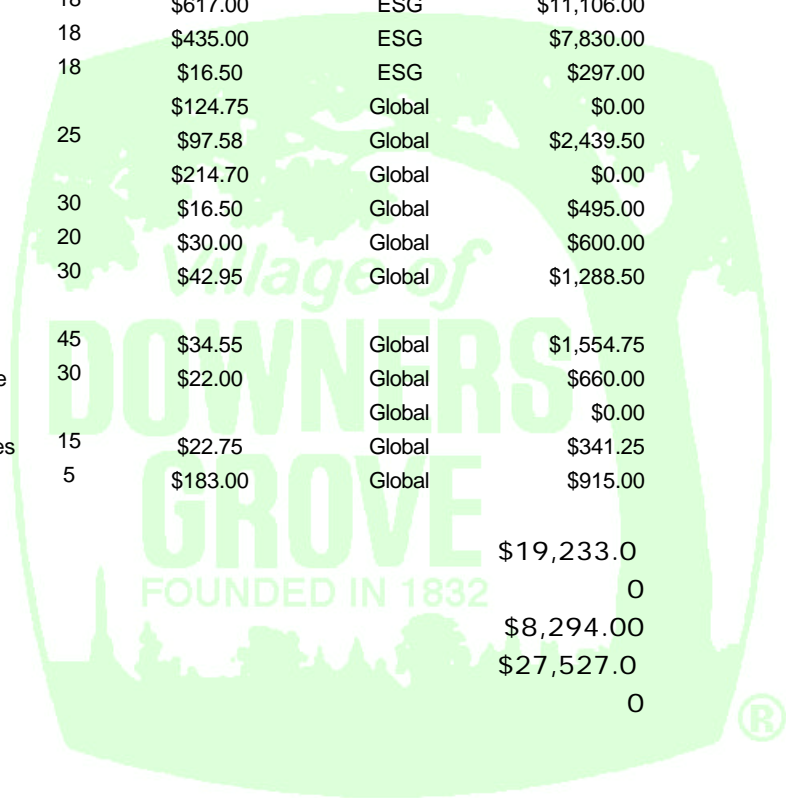 18 $617.00 ESG $11,106.00
18 $435.00 ESG $7,830.00
18 $16.50 ESG $297.00
$124.75 Global $0.00
25 $97.58 Global $2,439.50
$214.70 Global $0.00
30 $16.50 Global $495.00
20 $30.00 Global $600.00
30 $42.95 Global $1,288.50
45 $34.55 Global $1,554.75
e 30 $22.00 Global $660.00
Global $0.00
es 15 $22.75 Global $341.25
5 $183.00 Global $915.00
$19,233.0
0
$8,294.00
$27,527.0
0
Village of
DOWNERS
GROVE
FOUNDED IN 1832
®